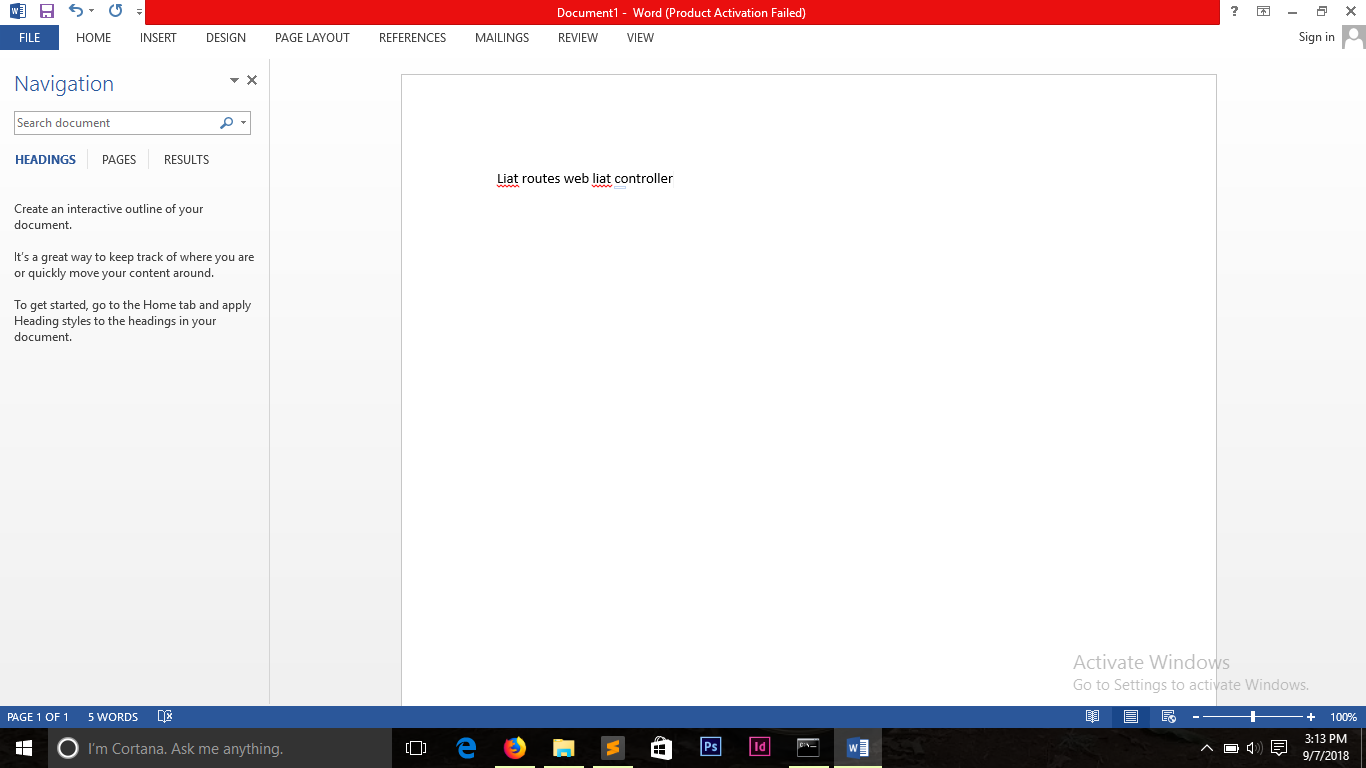 Document1 - Word (Product Activation Failed)
?
FILE HOME INSERT DESIGN PAGE LAYOUT REFERENCES MAILINGS REVIEW VIEW
Sign in
Navigation
Search document
HEADINGS PAGES RESULTS
Create an interactive outline of your
document.
It's a great way to keep track of where you are
or quickly move your content around.
To get started, go to the Home tab and apply
Heading styles to the headings in your
document.
Liat routes web liat controller
Activate Windows
Go to Settings to activate Windows.
PAGE 1 OF 1 5 WORDS
100%
I'm Cortana. Ask me anything.
Ps
Id
3:13 PM
9/7/2018